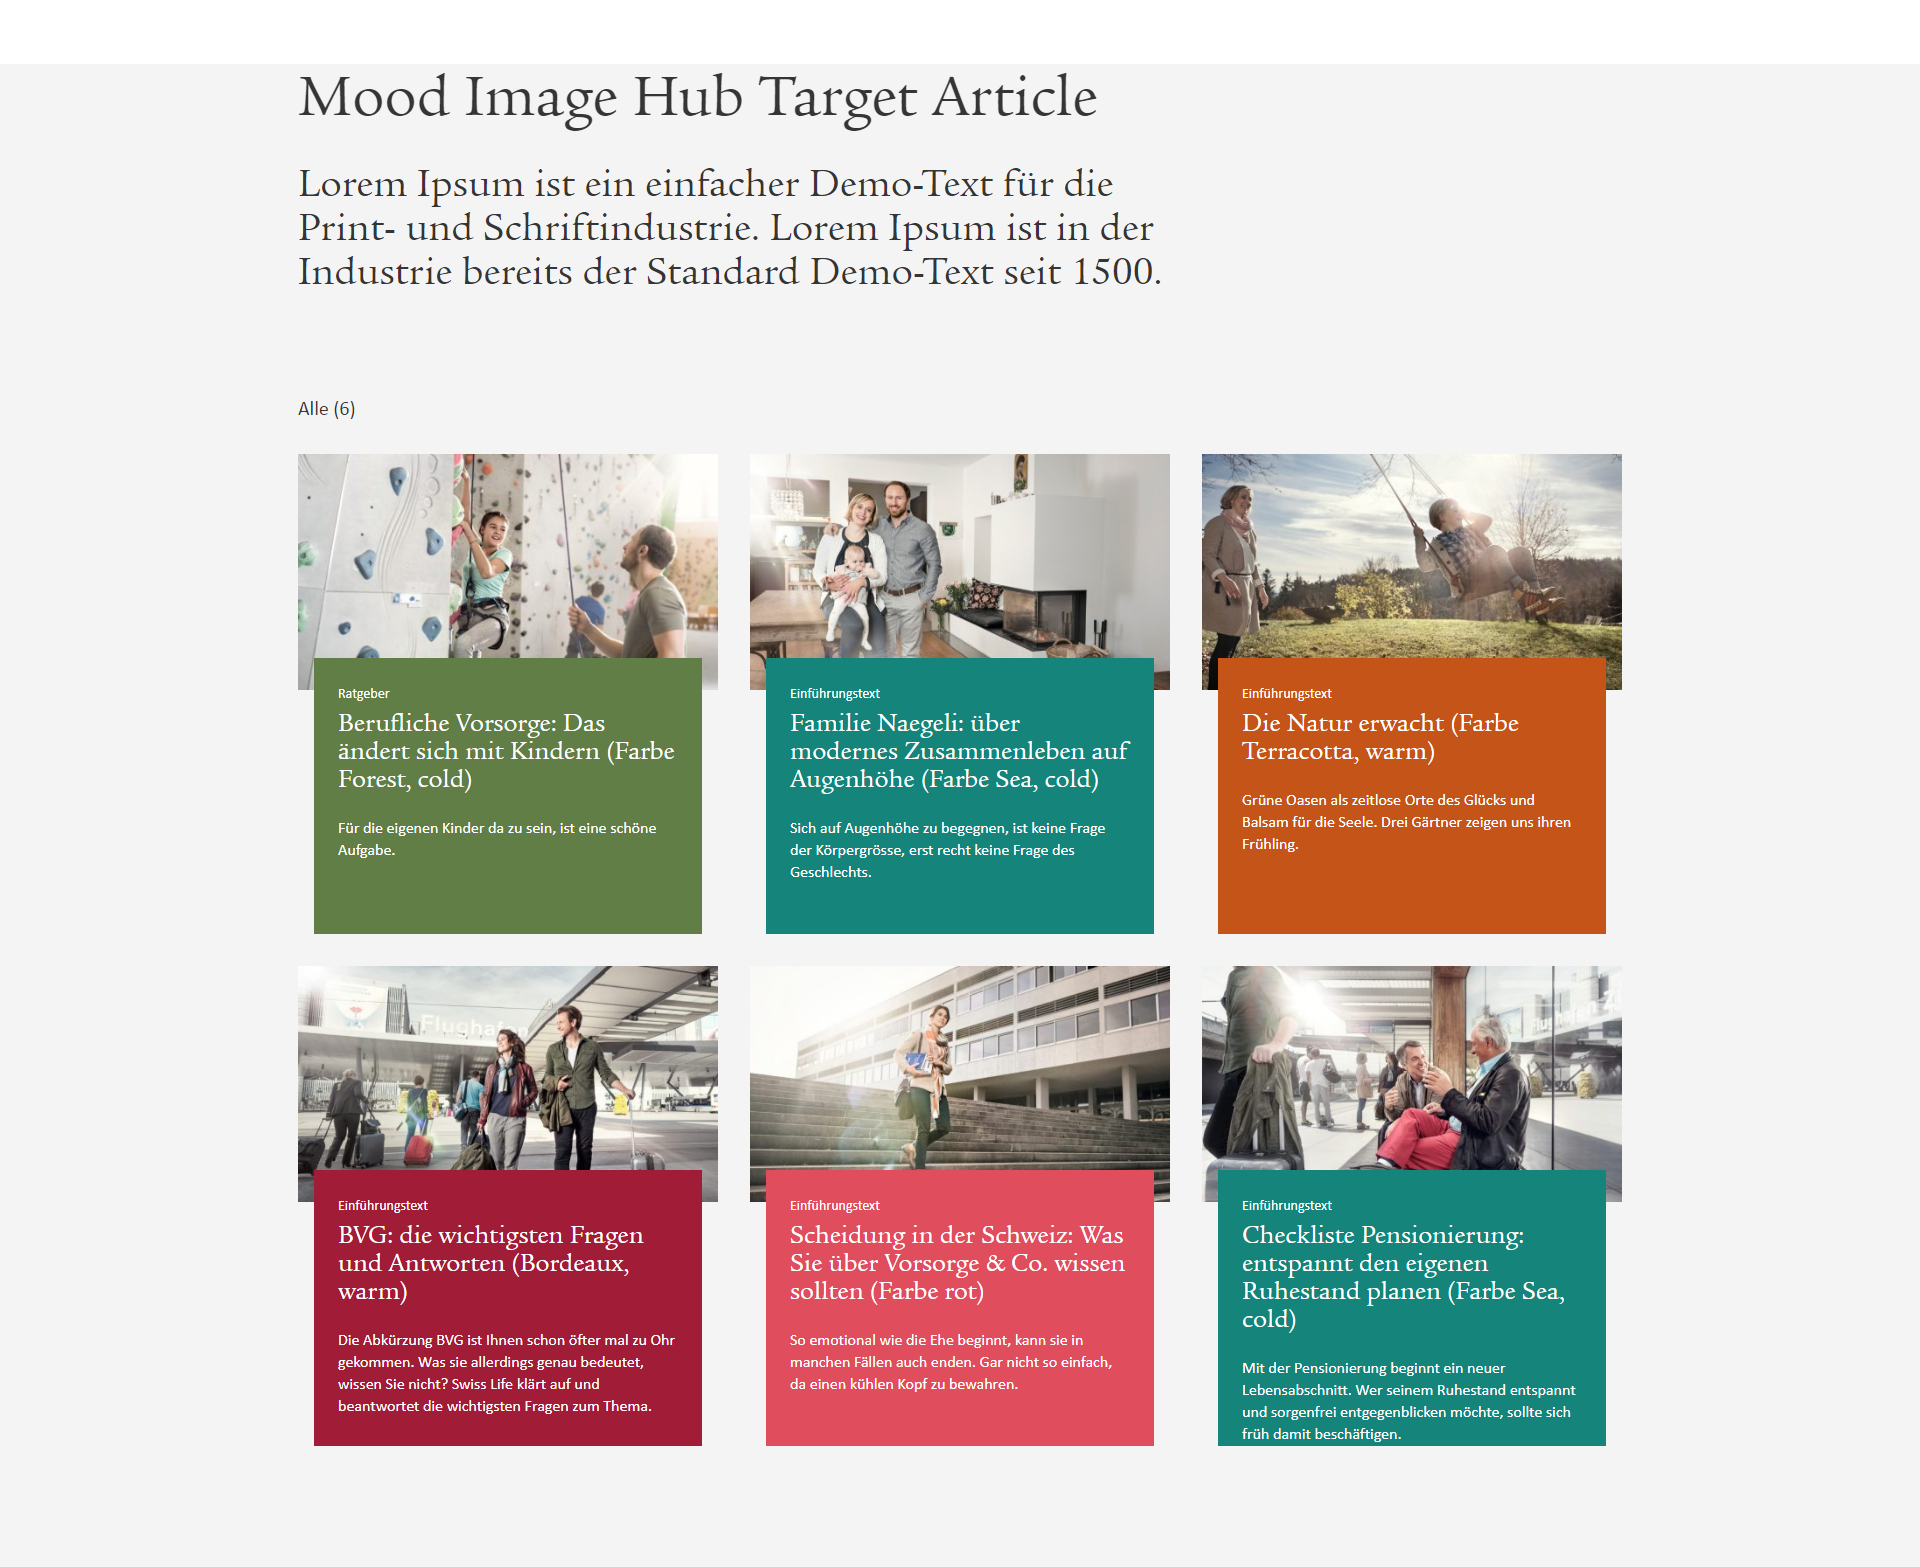 Mood Image Hub Target Article
Lorem Ipsum ist ein einfacher Demo-Text für die
Print- und Schriftindustrie. Lorem Ipsum ist in der
Industrie bereits der Standard Demo-Text seit 1500.
Alle (6)
Ratgeber
Berufliche Vorsorge: Das
ändert sich mit Kindern (Farbe
Forest, cold)
Für die eigenen Kinder da zu sein, ist eine schöne
Aufgabe.
Einführungstext
Familie Naegeli: über
modernes Zusammenleben auf
Augenhöhe (Farbe Sea, cold)
Sich auf Augenhöhe zu begegnen, ist keine Frage
der Körpergrösse, erst recht keine Frage des
Geschlechts.
Einführungstext
Die Natur erwacht (Farbe
Terracotta, warm)
Grüne Oasen als zeitlose Orte des Glücks und
Balsam für die Seele. Drei Gärtner zeigen uns ihren
Frühling.
Flughafen
Einführungstext
BVG: die wichtigsten Fragen
und Antworten (Bordeaux,
warm)
Die Abkürzung BVG ist Ihnen schon öfter mal zu Ohr
gekommen. Was sie allerdings genau bedeutet,
wissen Sie nicht? Swiss Life klärt auf und
beantwortet die wichtigsten Fragen zum Thema.
Einführungstext
Scheidung in der Schweiz: Was
Sie über Vorsorge & Co. wissen
sollten (Farbe rot)
So emotional wie die Ehe beginnt, kann sie in
manchen Fällen auch enden. Gar nicht so einfach,
da einen kühlen Kopf zu bewahren.
Flughafen Z
Einführungstext
Checkliste Pensionierung:
entspannt den eigenen
Ruhestand planen (Farbe Sea,
cold)
Mit der Pensionierung beginnt ein neuer
Lebensabschnitt. Wer seinem Ruhestand entspannt
und sorgenfrei entgegenblicken möchte, sollte sich
früh damit beschäftigen.